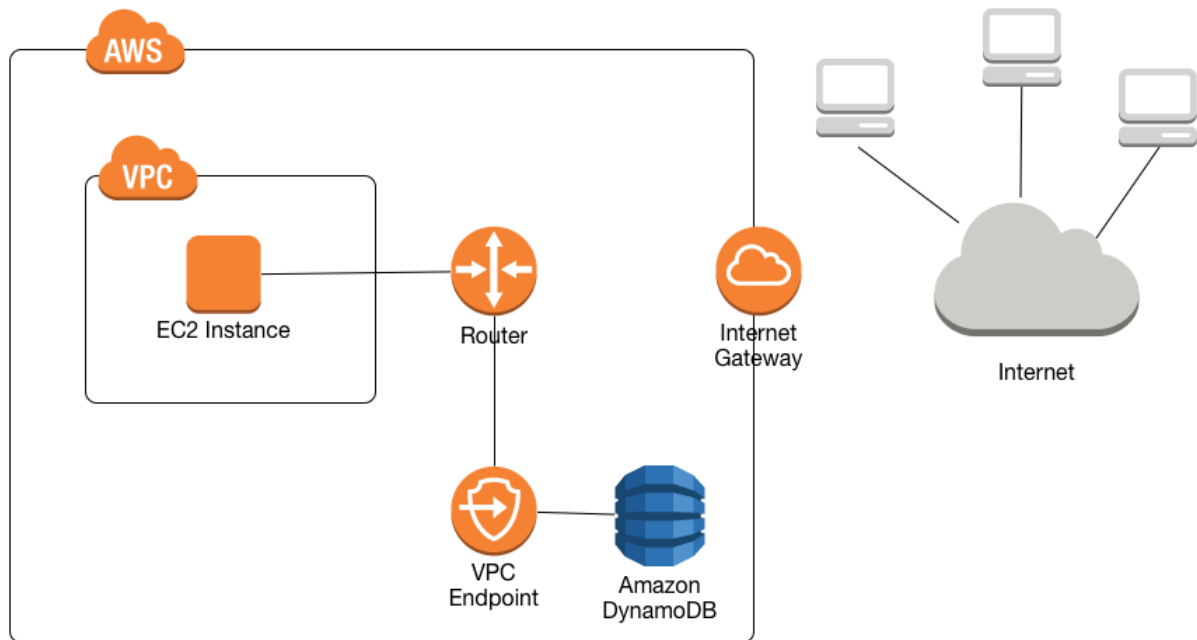 AWS
VPC
EC2 Instance
Router
Internet
Gateway
Internet
VPC
Endpoint
Amazon
DynamoDB